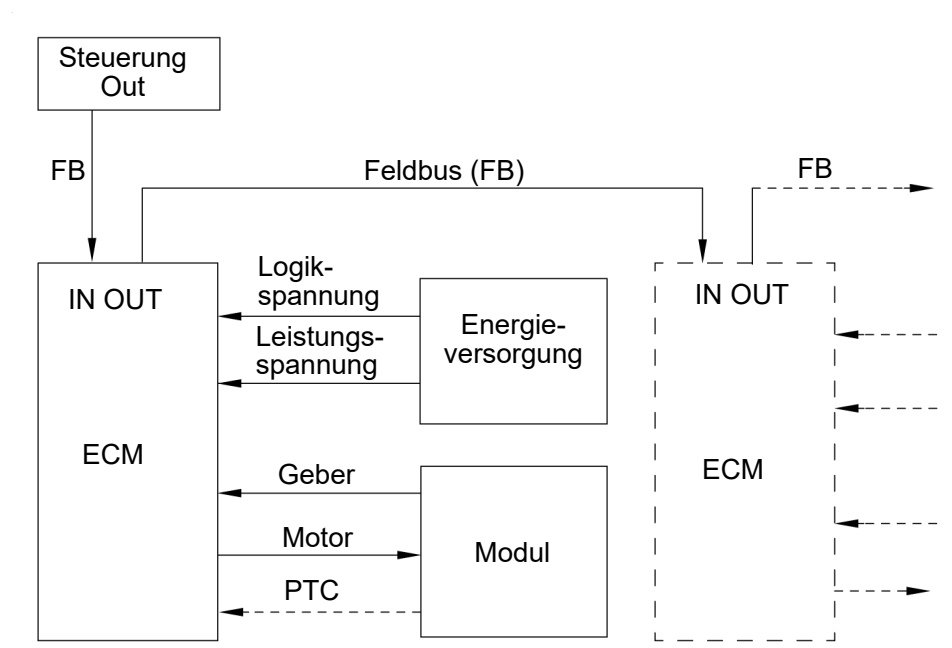 Steuerung
Out
FB
Feldbus (FB)
FB
IN OUT
Logik-
spannung
Leistungs-
spannung
Energie-
versorgung
IN OUT
ECM
Geber
Motor
PTC
Modul
ECM